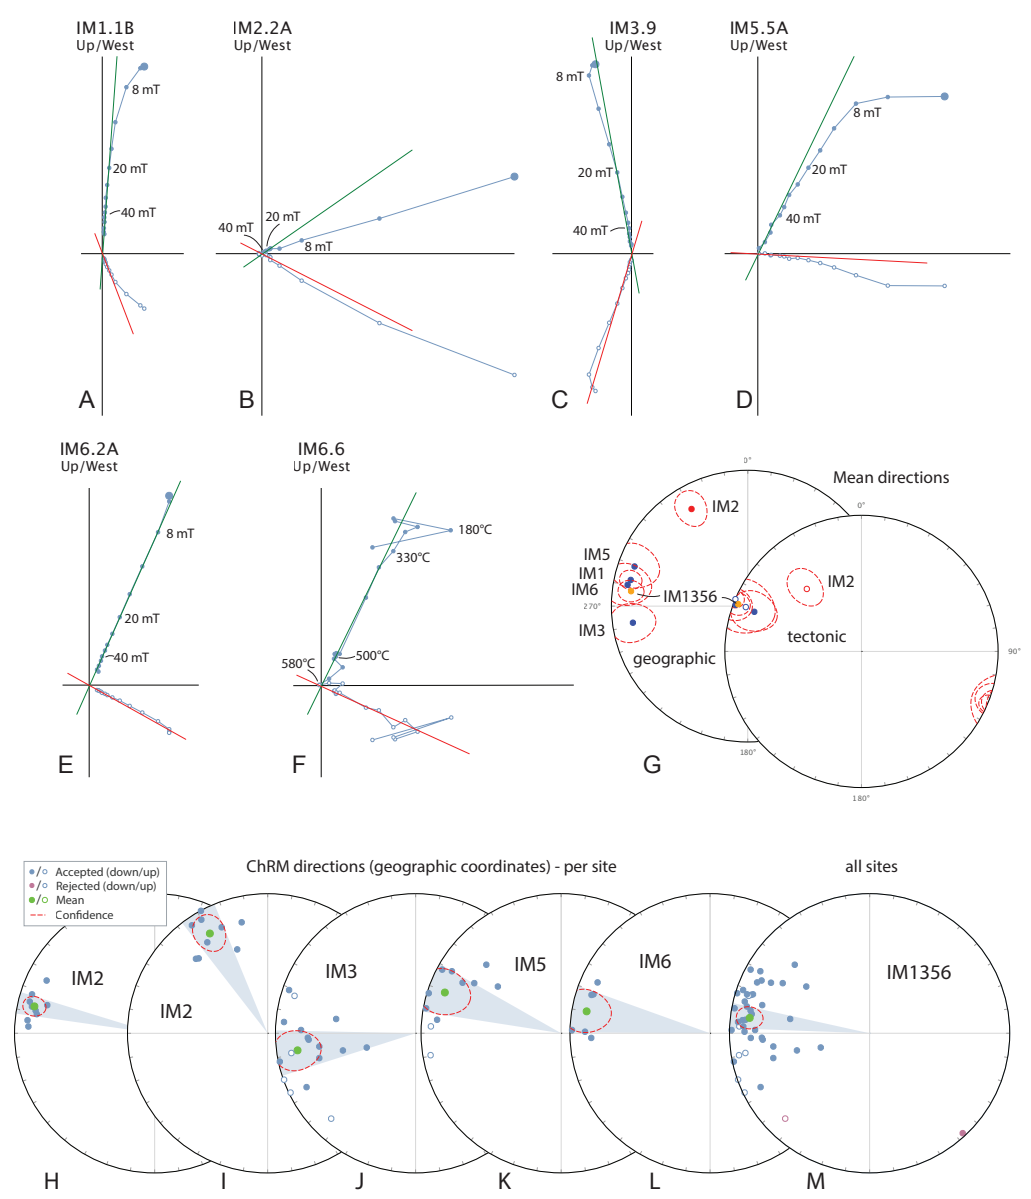 IM1.1B
Up/West
IM2.2A
Up/West
IM3.9
Up/West
IM5.5A
Up/West
8 mT
20 mT
40 mT
A
40 mT
20 mT
8 mT
B
8 mT
20 mT
40 mT
C
8 mT
20 mT
40 mT
D
IM6.2A
Up/West
8 mT
20 mT
40 mT
E
IM6.6
Up/West
180°C
330°C
500°C
580°C
F
0°
Mean directions
IM2
IM5
IM1
IM6
270°
IM3
IM1356
geographic
180°
0°
IM2
tectonic
90°
180°
G
ChRM directions (geographic coordinates) - per site
all sites
/ Accepted (down/up)
/ Rejected (down/up)
/ Mean
Confidence
IM2
IM2
IM3
IM5
IM6
IM1356
H
I
J
K
L
M